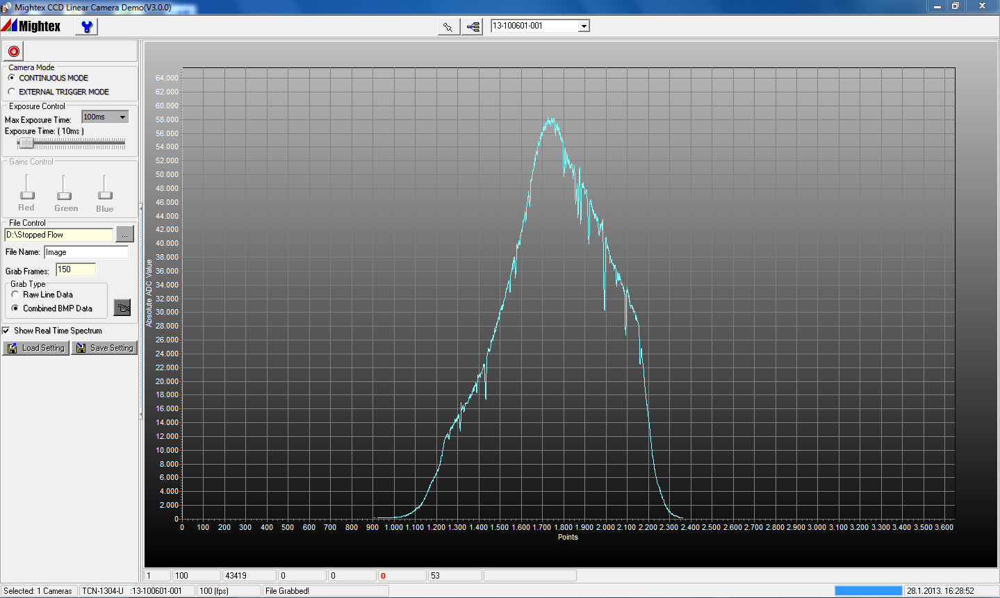 Mightex CCD Linear Camera Demo(V3.0.0)
Mightex
13-100601-001
Camera Mode
CONTINUOUS MODE
EXTERNAL TRIGGER MODE
Exposure Control
Max Exposure Time: 100ms
Exposure Time: ( 10ms )
Gains Control
Red Green Blue
File Control
D:\Stopped Flow ...
File Name: Image
Grab Frames: 150
Grab Type
Raw Line Data
Combined BMP Data
Show Real Time Spectrum
Load Setting Save Setting
Absolute ADC Value
64.000
62.000
60.000
58.000
56.000
54.000
52.000
50.000
48.000
46.000
44.000
42.000
40.000
38.000
36.000
34.000
32.000
30.000
28.000
26.000
24.000
22.000
20.000
18.000
16.000
14.000
12.000
10.000
8.000
6.000
4.000
2.000
0
0 100 200 300 400 500 600 700 800 900 1.000 1.100 1.200 1.300 1.400 1.500 1.600 1.700 1.800 1.900 2.000 2.100 2.200 2.300 2.400 2.500 2.600 2.700 2.800 2.900 3.000 3.100 3.200 3.300 3.400 3.500 3.600
Points
1 100 43419 0 0 0 53
Selected: 1 Cameras TCN-1304-U :13-100601-001 100 (fps) File Grabbed! 28.1.2013. 16:28:52